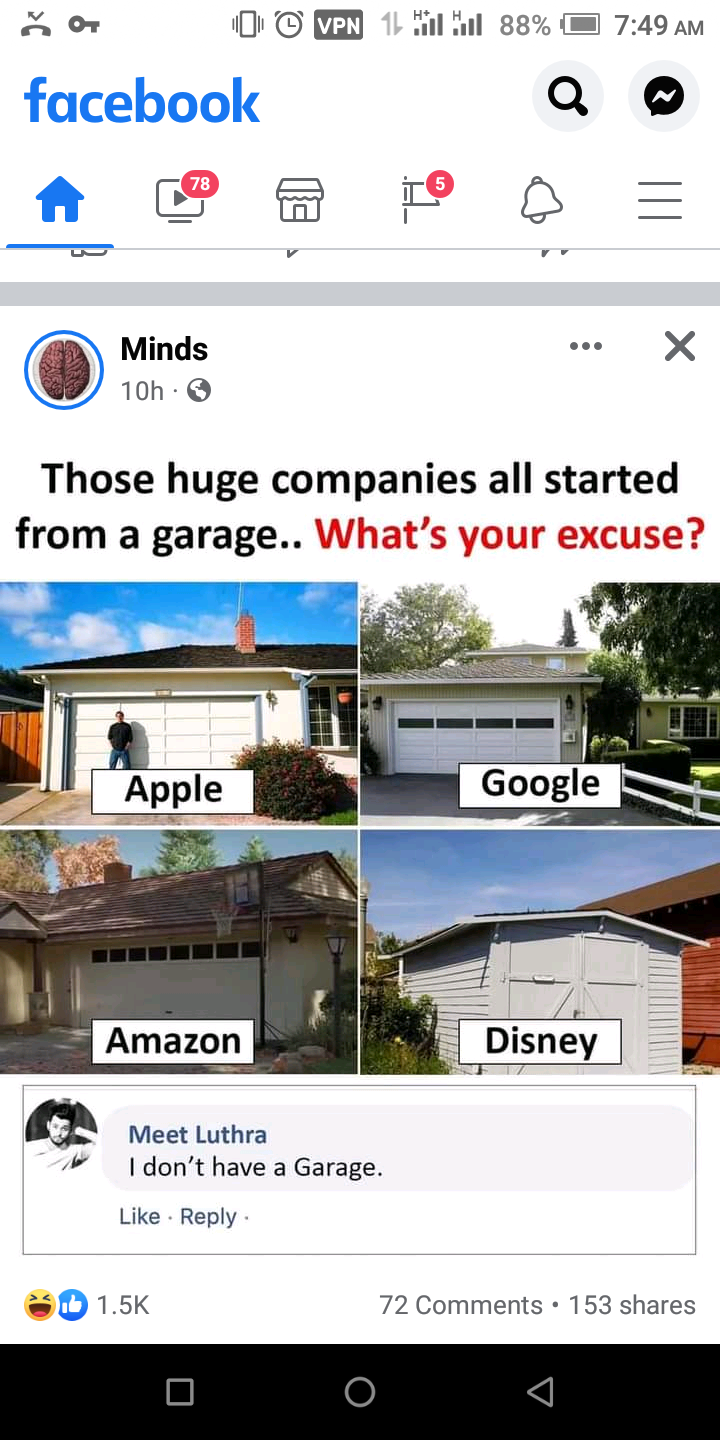 VPN H+ H 88% 7:49 AM
facebook
78
5
Minds
10h ·
Those huge companies all started
from a garage.. What's your excuse?
Apple
Google
Amazon
Disney
Meet Luthra
I don't have a Garage.
Like · Reply ·
1.5K 72 Comments • 153 shares